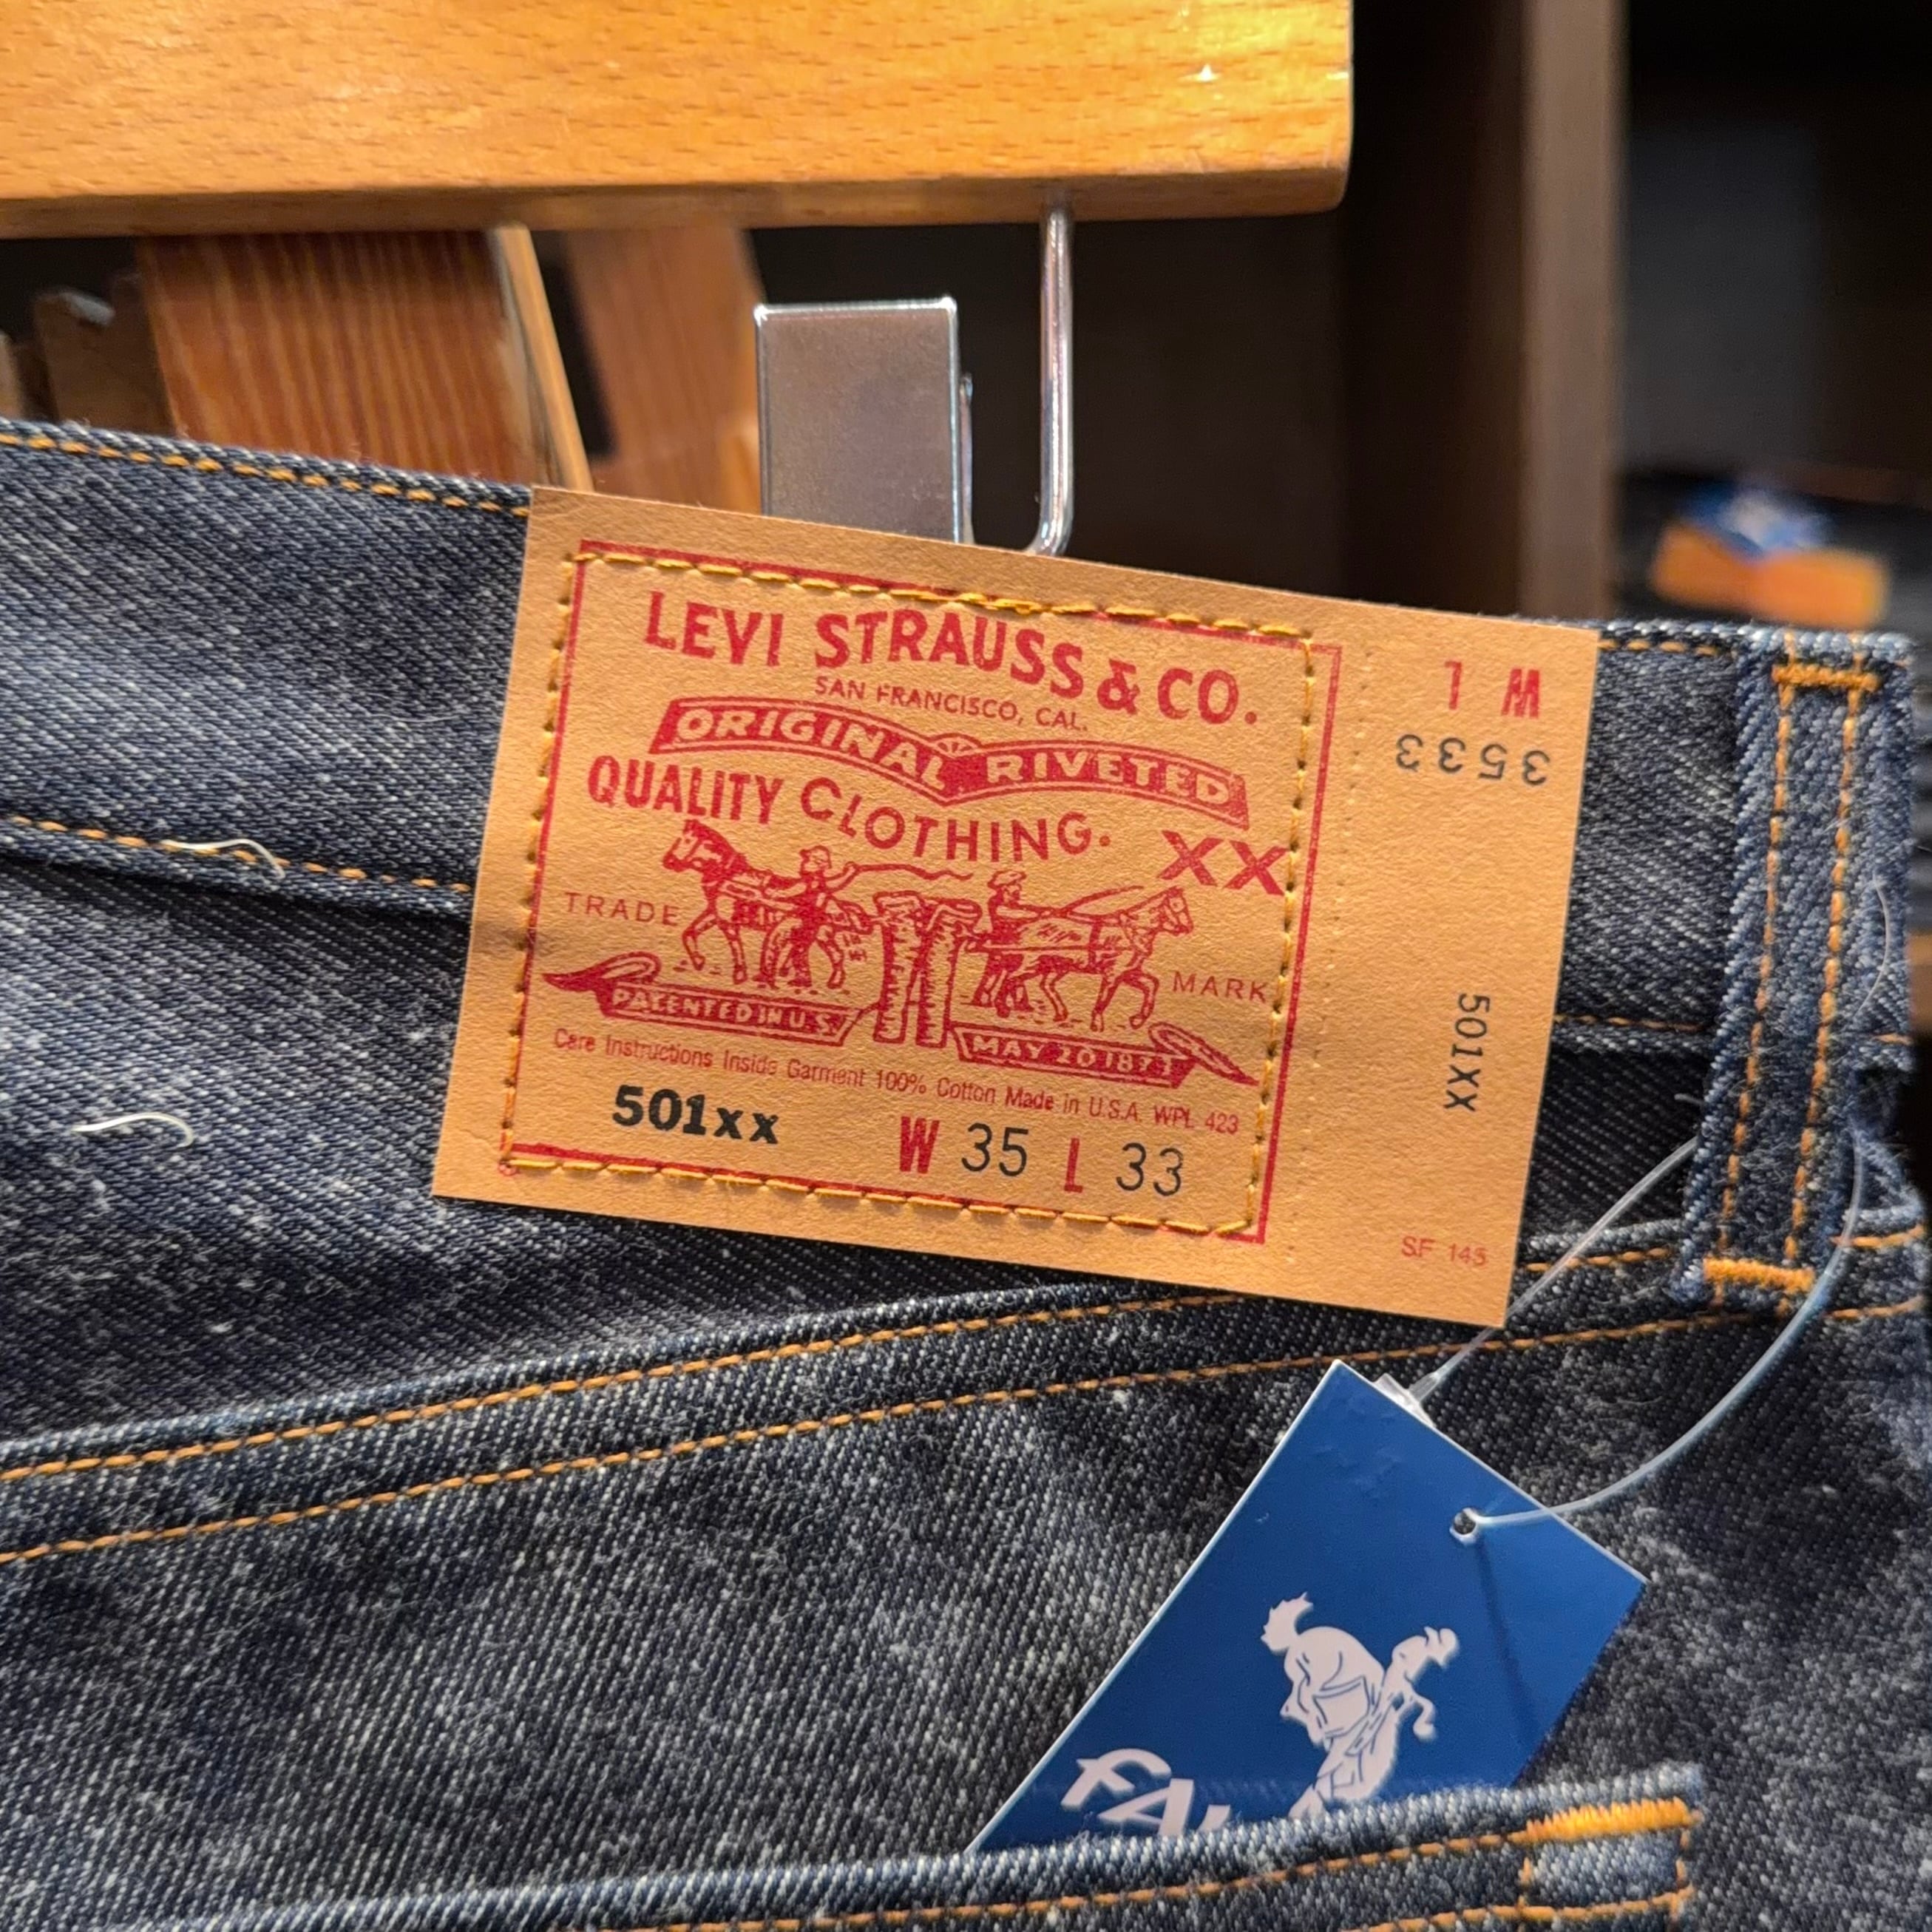 LEVI STRAUSS & CO.
SAN FRANCISCO, CAL.
ORIGINAL RIVETED
QUALITY CLOTHING.
XX
TRADE MARK
PATENTED IN U.S.
MAY 20 1873
Care Instructions Inside Garment 100% Cotton Made in U.S.A. WPL 423
501xx W 35 L 33
W L
3533
501XX
SF 145